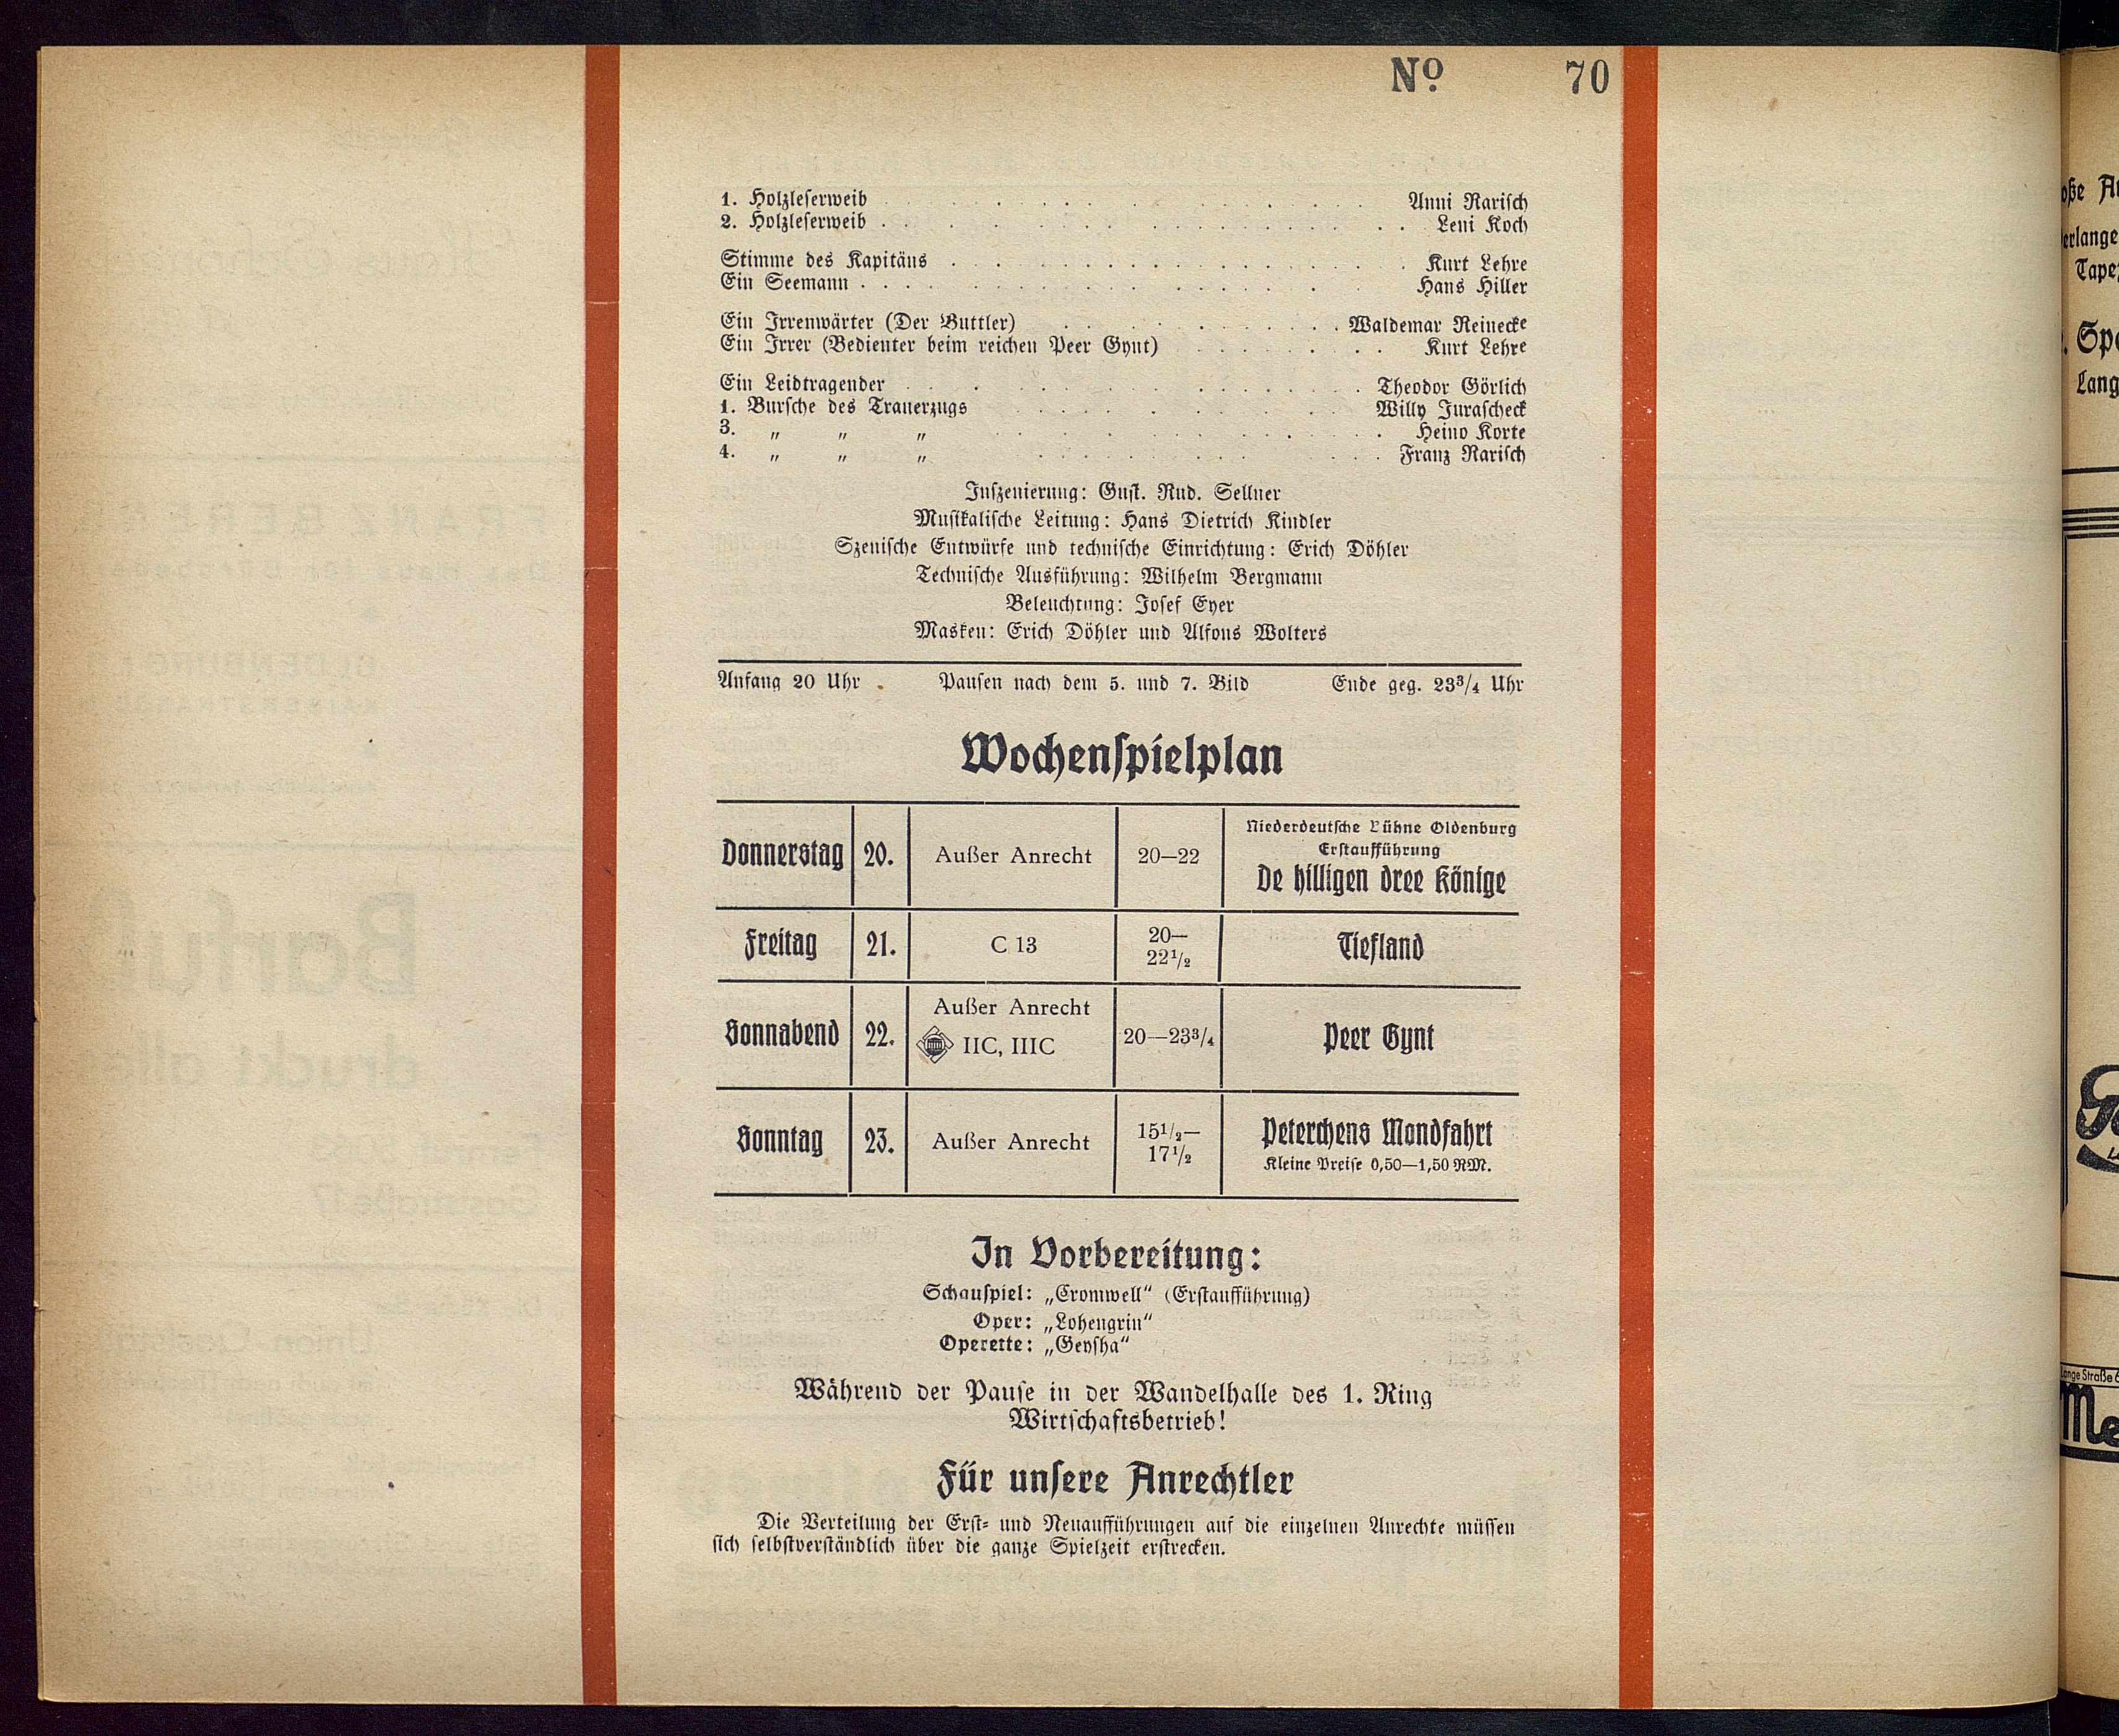 Nº 70
1. Holzleserweib . . . . . . . . Anni Rarisch
2. Holzleserweib . . . . . . . . Leni Koch
Stimme des Kapitäns . . . . . . . . Kurt Lehre
Ein Seemann . . . . . . . . Hans Hiller
Ein Irrenwärter (Der Buttler) . . . . . . . . Waldemar Reinecke
Ein Irrer (Bedienter beim reichen Peer Gynt) . . . . . . . . Kurt Lehre
Ein Leidtragender . . . . . . . . Theodor Görlich
1. Bursche des Trauerzugs . . . . . . . . Willy Jurascheck
3. " " " . . . . . . . . Heino Korte
4. " " " . . . . . . . . Franz Rarisch
Inszenierung: Gust. Rud. Sellner
Musikalische Leitung: Hans Dietrich Kindler
Szenische Entwürfe und technische Einrichtung: Erich Döhler
Technische Ausführung: Wilhelm Bergmann
Beleuchtung: Josef Eyer
Masken: Erich Döhler und Alfons Wolters
Anfang 20 Uhr Pausen nach dem 5. und 7. Bild Ende geg. 23³/₄ Uhr
Wochenspielplan
Niederdeutsche Bühne Oldenburg
Erstaufführung
Donnerstag 20. Außer Anrecht 20—22 De hilligen dree Könige
Freitag 21. C 13 20—22¹/₂ Tiefland
Sonnabend 22. Außer Anrecht IIC, IIIC 20—23³/₄ Peer Gynt
Sonntag 23. Außer Anrecht 15¹/₂—17¹/₂ Peterchens Mondfahrt
Kleine Preise 0,50—1,50 RM.
In Vorbereitung:
Schauspiel: „Cromwell“ (Erstaufführung)
Oper: „Lohengrin“
Operette: „Geysha“
Während der Pause in der Wandelhalle des 1. Ring
Wirtschaftsbetrieb!
Für unsere Anrechtler
Die Verteilung der Erst- und Neuaufführungen auf die einzelnen Anrechte müssen
sich selbstverständlich über die ganze Spielzeit erstrecken.
Lange Straße